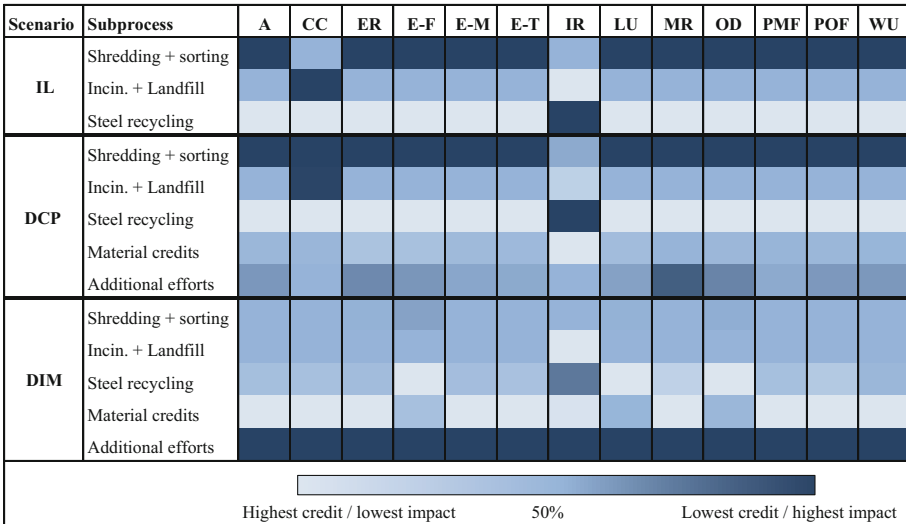 Scenario Subprocess A CC ER E-F E-M E-T IR LU MR OD PMF POF WU
IL
Shredding + sorting
Incin. + Landfill
Steel recycling
DCP
Shredding + sorting
Incin. + Landfill
Steel recycling
Material credits
Additional efforts
DIM
Shredding + sorting
Incin. + Landfill
Steel recycling
Material credits
Additional efforts
Highest credit / lowest impact 50% Lowest credit / highest impact